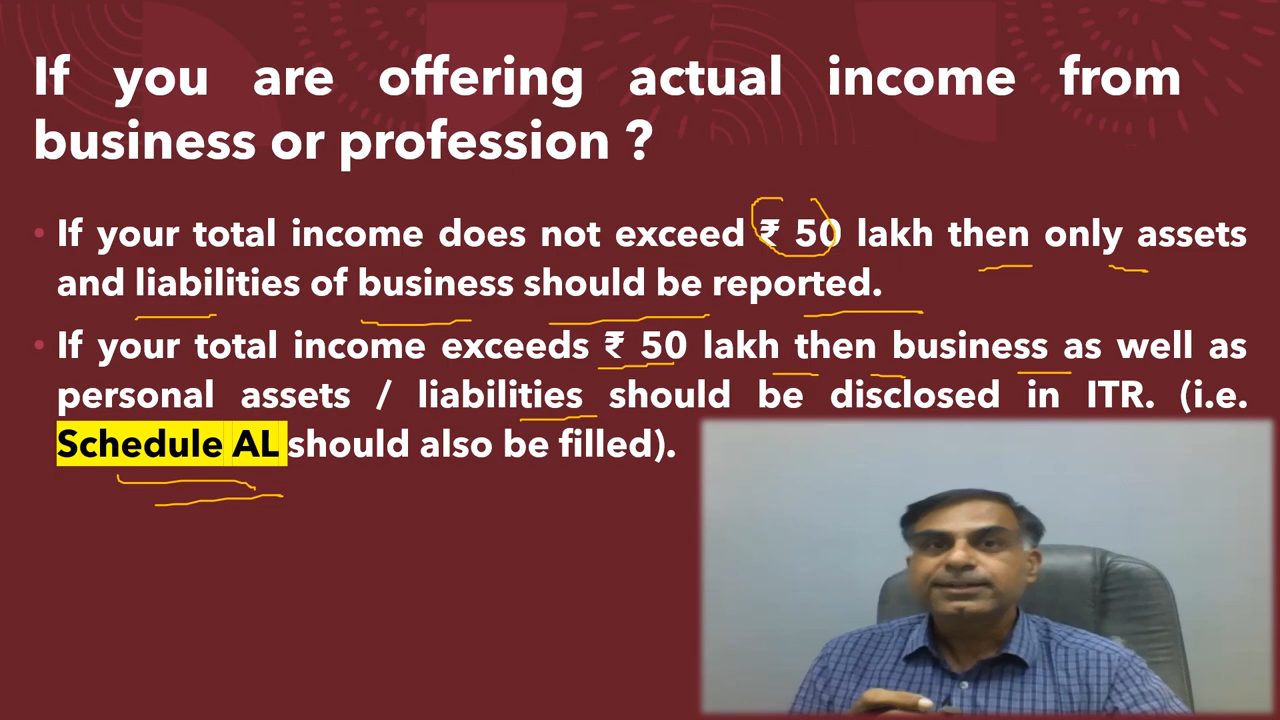 If you are offering actual income from
business or profession ?
• If your total income does not exceed ₹ 50 lakh then only assets
and liabilities of business should be reported.
• If your total income exceeds ₹ 50 lakh then business as well as
personal assets / liabilities should be disclosed in ITR. (i.e.
Schedule AL should also be filled).